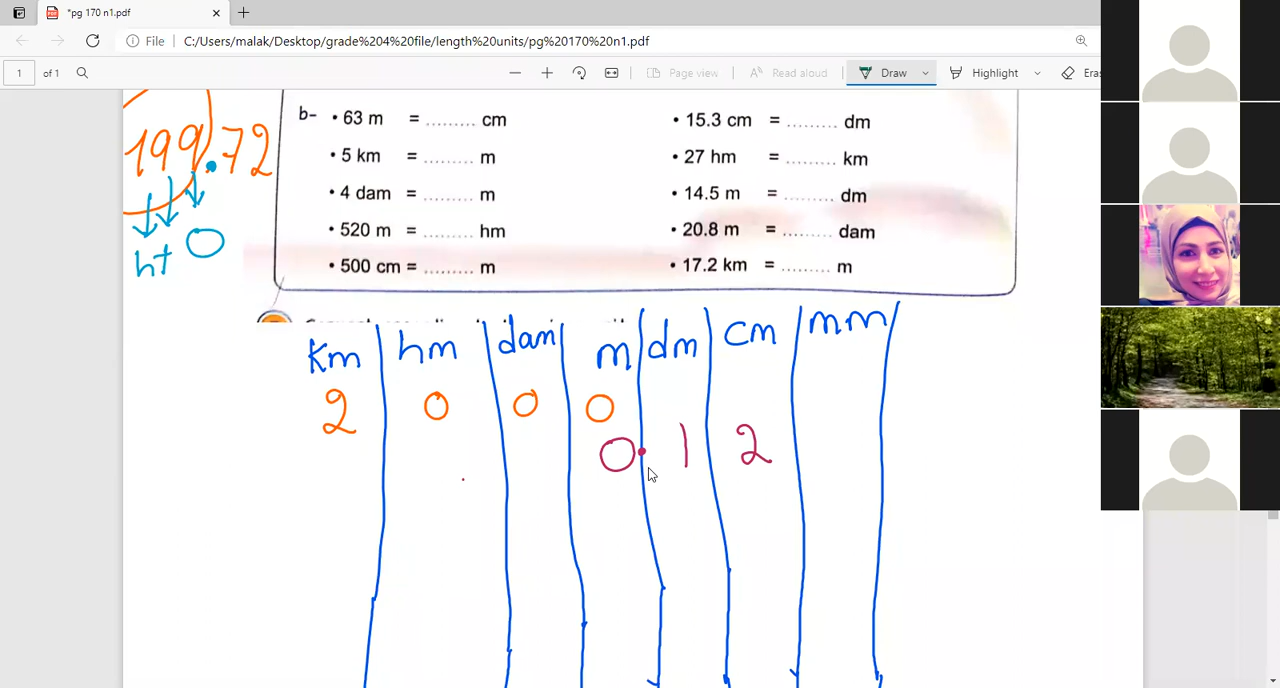 *pg 170 n1.pdf
File C:/Users/malak/Desktop/grade%204%20file/length%20units/pg%20170%20n1.pdf
1 of 1 Page view Read aloud Draw Highlight Eras
199.72
ht O
b- • 63 m = ......... cm
• 5 km = ......... m
• 4 dam = ......... m
• 520 m = ......... hm
• 500 cm = ......... m
• 15.3 cm = ......... dm
• 27 hm = ......... km
• 14.5 m = ......... dm
• 20.8 m = ......... dam
• 17.2 km = ......... m
Km hm dam m dm cm mm
2 0 0 0
0.12